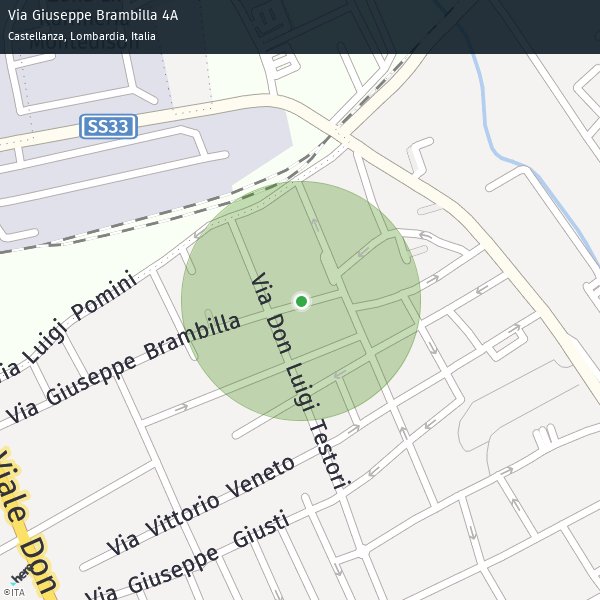 Via Giuseppe Brambilla 4A
Castellanza, Lombardia, Italia
SS33
Via Luigi Pomini
Via Giuseppe Brambilla
Via Don Luigi Testori
Via Vittorio Veneto
Via Giuseppe Giusti
Viale Don
here
©ITA